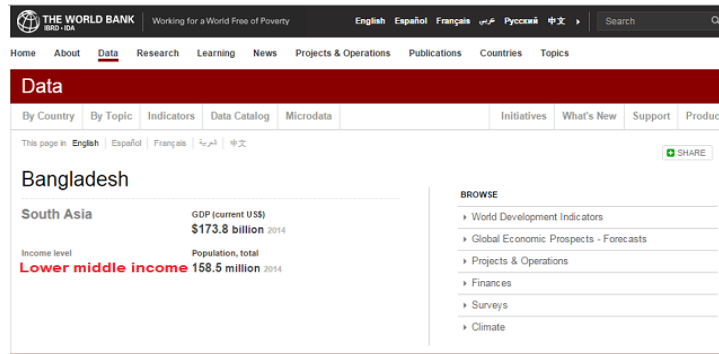 THE WORLD BANK
IBRD • IDA
Working for a World Free of Poverty
English Español Français عربي Русский 中文
Search
Home About Data Research Learning News Projects & Operations Publications Countries Topics
Data
By Country By Topic Indicators Data Catalog Microdata Initiatives What's New Support Produc
This page in English Español Français العربية 中文
SHARE
Bangladesh
BROWSE
South Asia
GDP (current US$)
$173.8 billion 2014
World Development Indicators
Global Economic Prospects - Forecasts
Income level
Population, total
Lower middle income 158.5 million 2014
Projects & Operations
Finances
Surveys
Climate